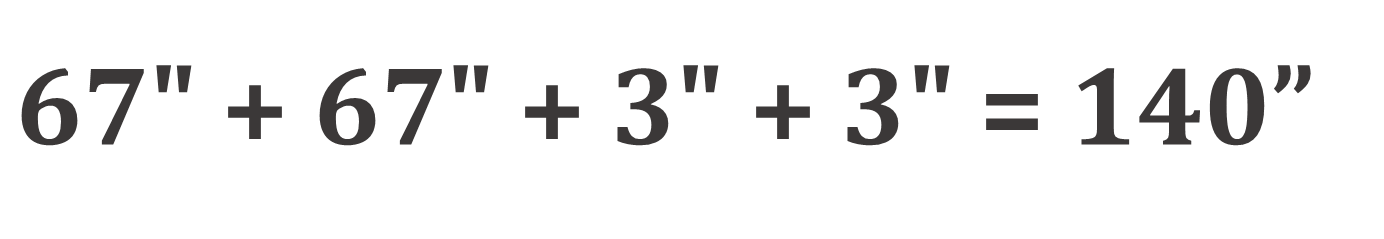 67" + 67" + 3" + 3" = 140”